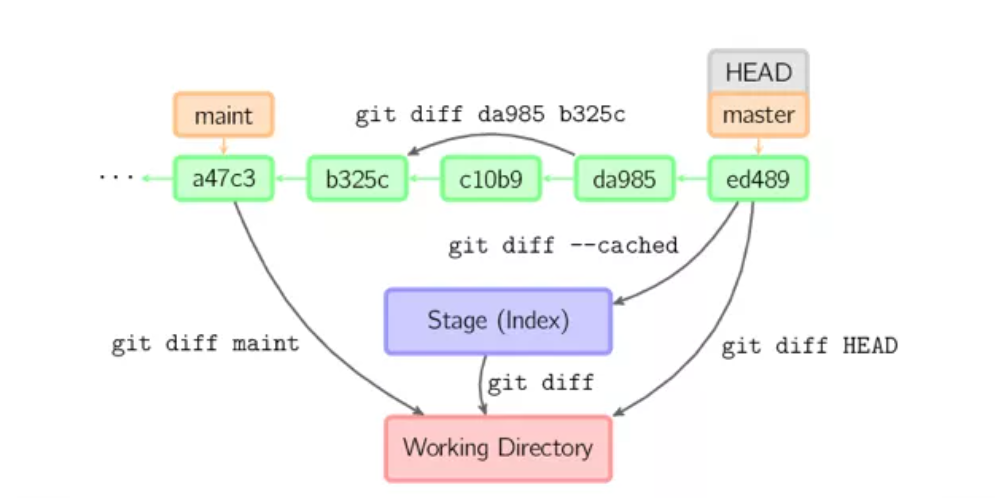 HEAD
maint
git diff da985 b325c
master
...
a47c3
b325c
c10b9
da985
ed489
git diff --cached
Stage (Index)
git diff maint
git diff HEAD
git diff
Working Directory